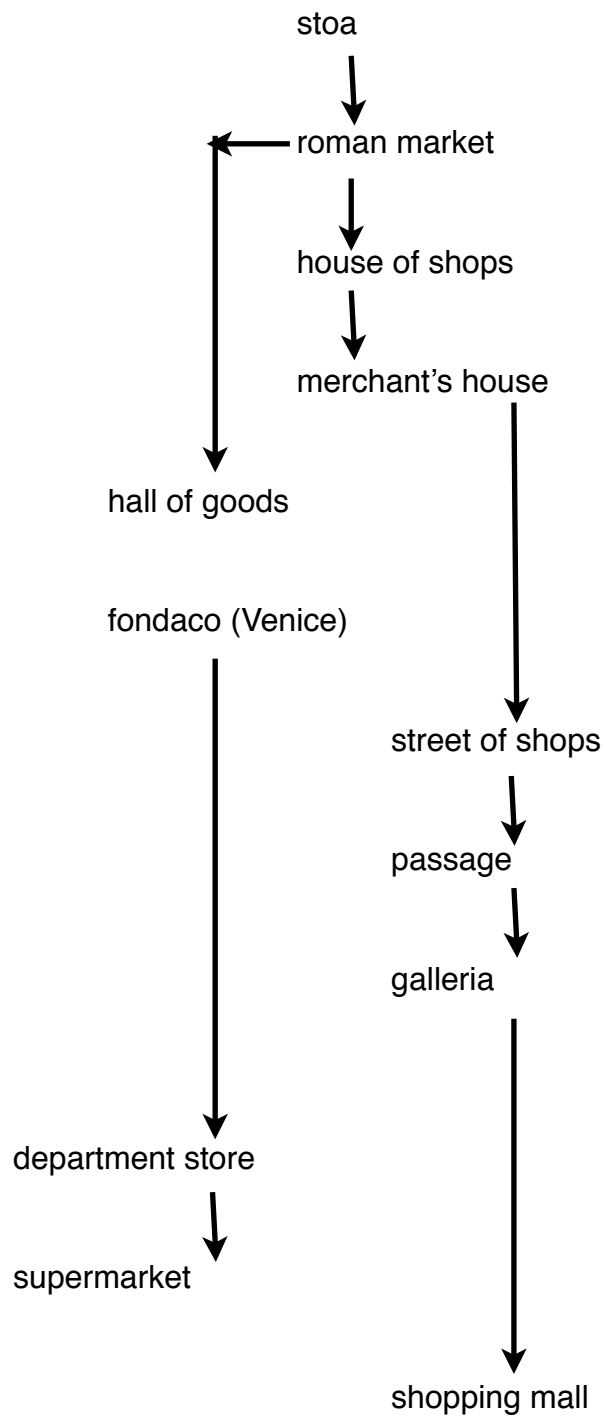 stoa
roman market
house of shops
merchant’s house
hall of goods
fondaco (Venice)
street of shops
passage
galleria
department store
supermarket
shopping mall